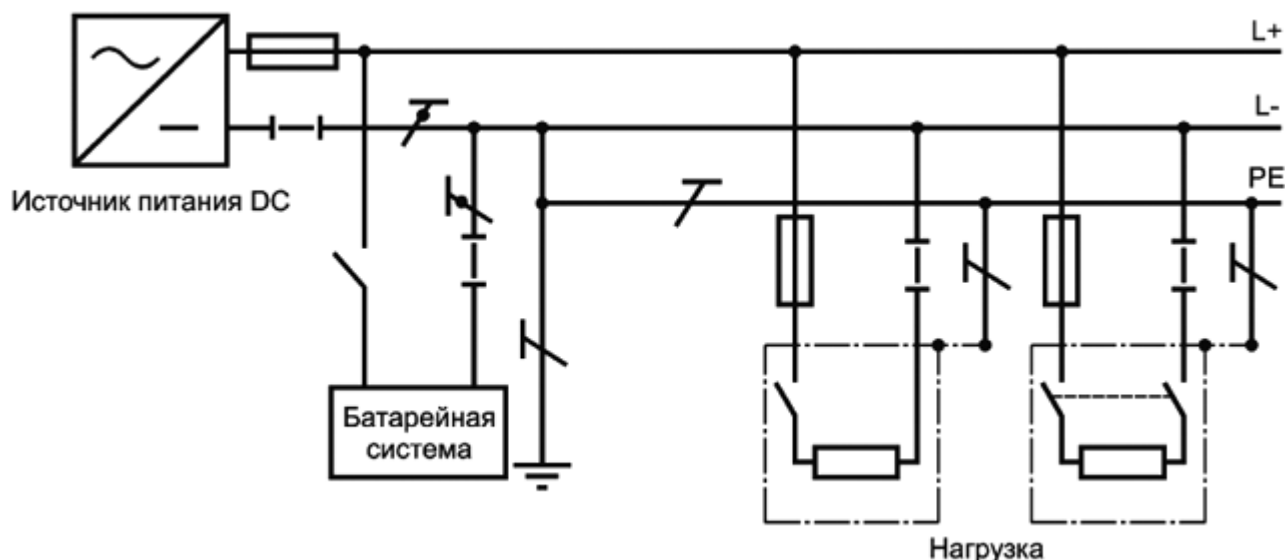 L+
L-
PE
Источник питания DC
Батарейная
система
Нагрузка